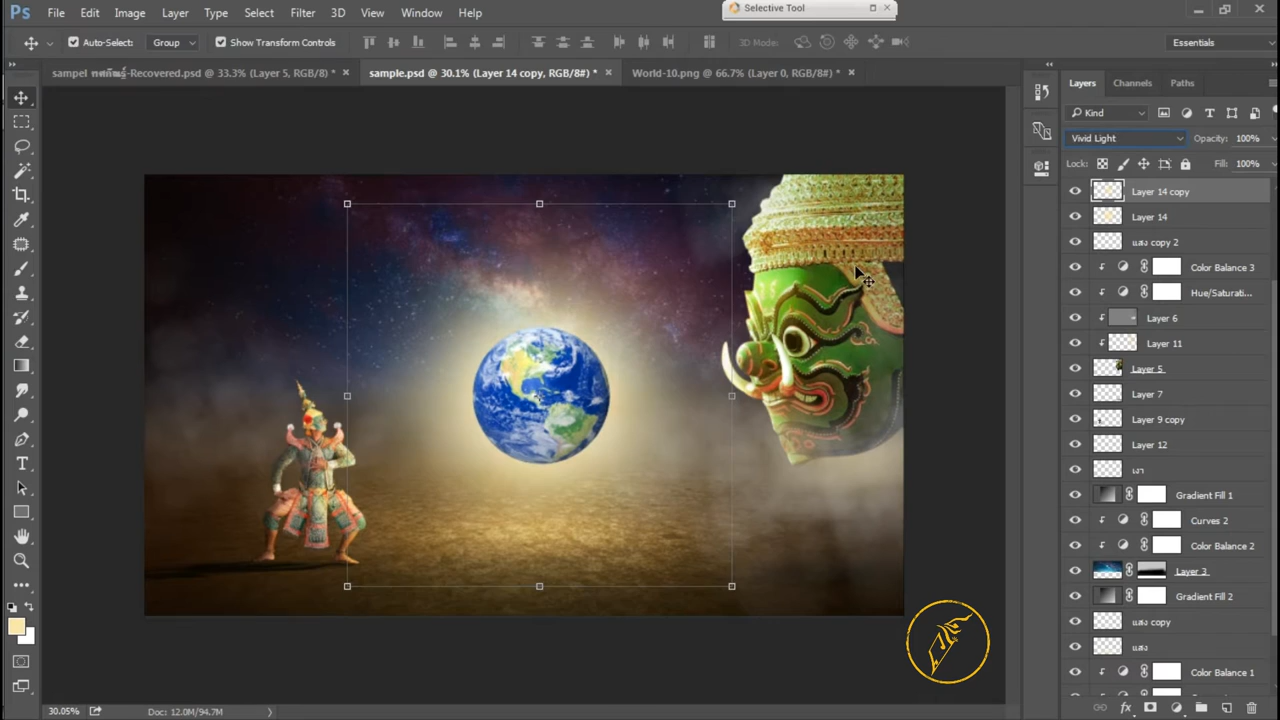 Ps File Edit Image Layer Type Select Filter 3D View Window Help
Selective Tool
Auto-Select: Group Show Transform Controls 3D Mode: Essentials
sampel ทศกัณฐ์-Recovered.psd @ 33.3% (Layer 5, RGB/8) * ×
sample.psd @ 30.1% (Layer 14 copy, RGB/8#) * ×
World-10.png @ 66.7% (Layer 0, RGB/8#) * ×
Layers Channels Paths
Kind
Vivid Light Opacity: 100%
Lock: Fill: 100%
Layer 14 copy
Layer 14
แสง copy 2
Color Balance 3
Hue/Saturati...
Layer 6
Layer 11
Layer 5
Layer 7
Layer 9 copy
Layer 12
เงา
Gradient Fill 1
Curves 2
Color Balance 2
Layer 3
Gradient Fill 2
แสง copy
แสง
Color Balance 1
30.05% Doc: 12.0M/94.7M